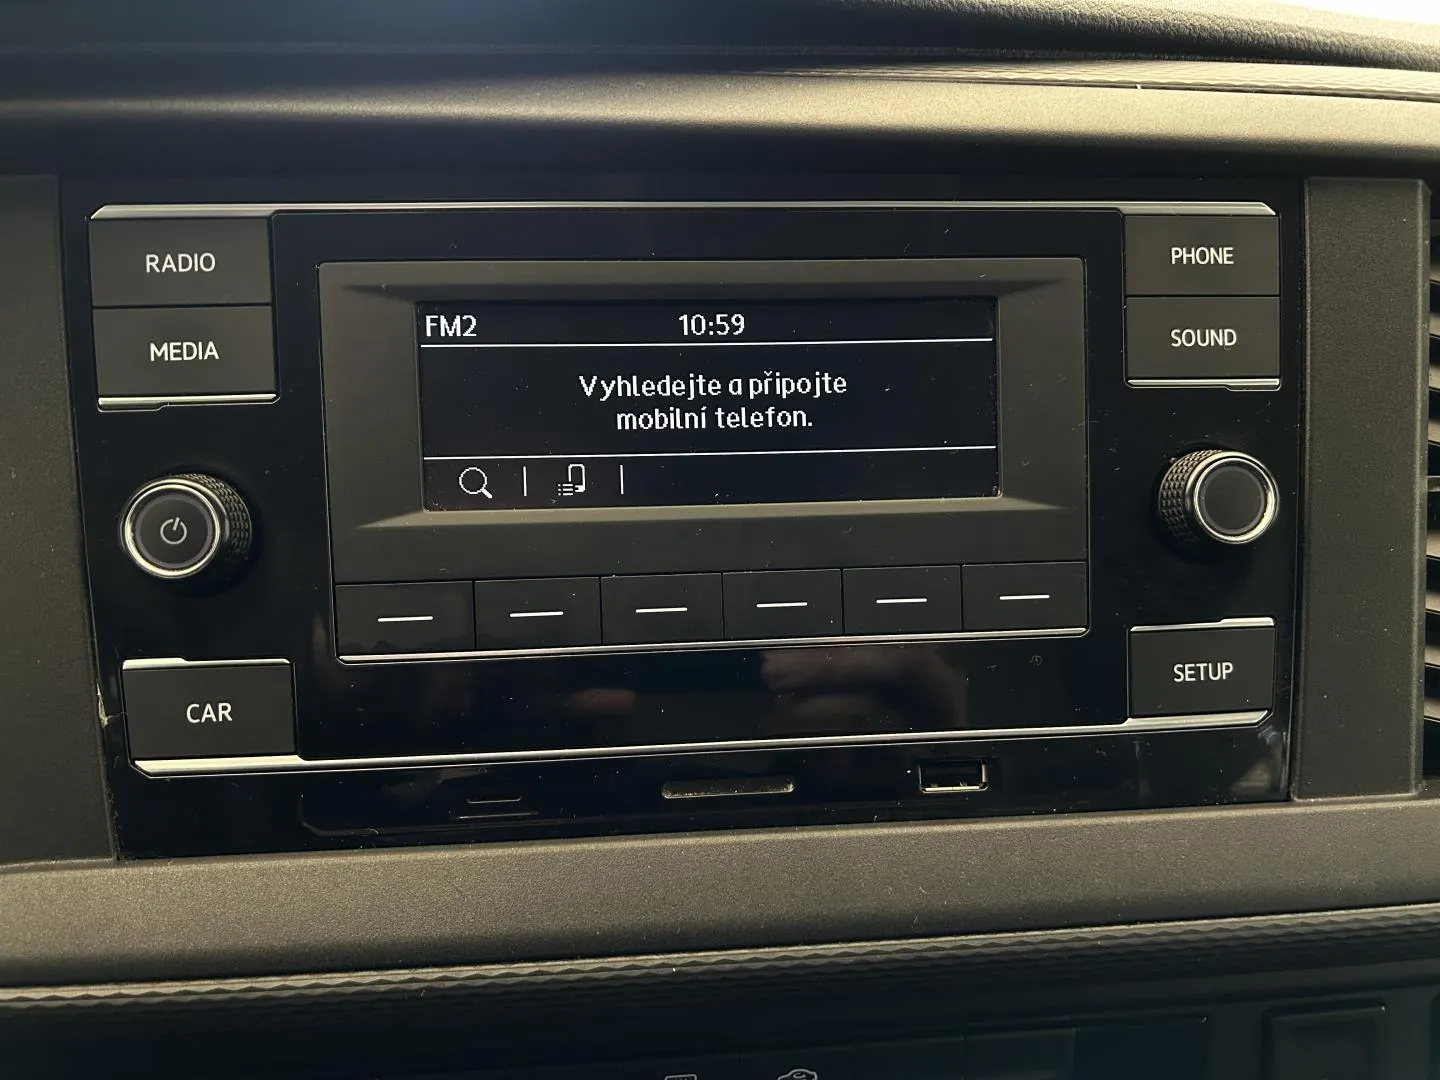 RADIO
MEDIA
FM2 10:59
Vyhledejte a připojte
mobilní telefon.
PHONE
SOUND
CAR
SETUP